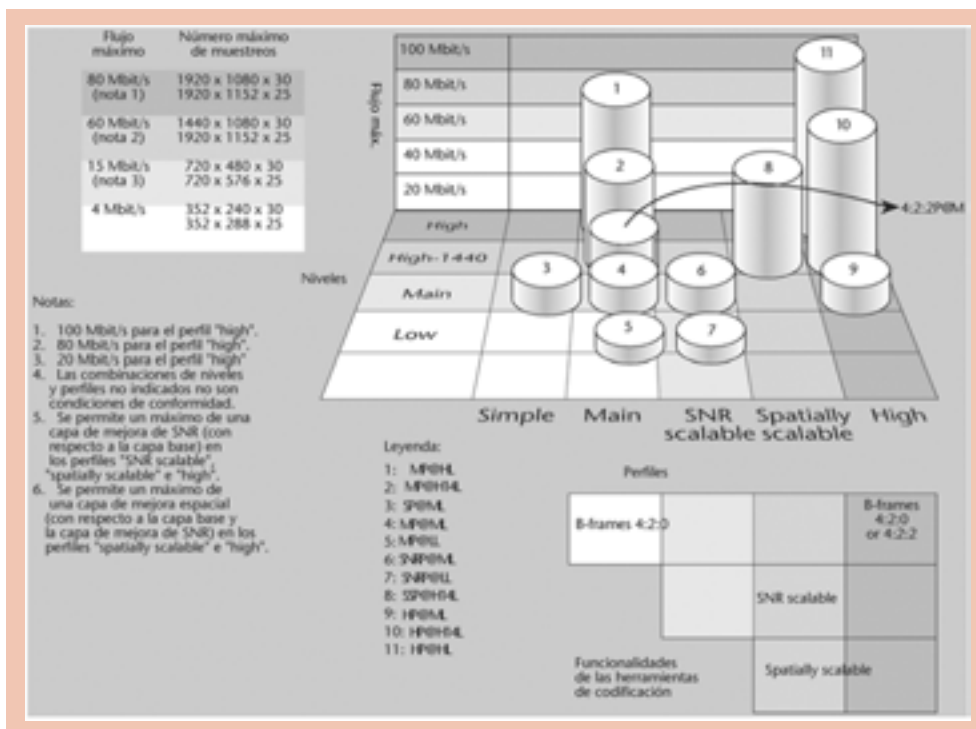 Flujo máximo
Número máximo de muestreos
80 Mbit/s (nota 1)
1920 x 1080 x 30
1920 x 1152 x 25
60 Mbit/s (nota 2)
1440 x 1080 x 30
1920 x 1152 x 25
15 Mbit/s (nota 3)
720 x 480 x 30
720 x 576 x 25
4 Mbit/s
352 x 240 x 30
352 x 288 x 25
Notas:
1. 100 Mbit/s para el perfil "high".
2. 80 Mbit/s para el perfil "high".
3. 20 Mbit/s para el perfil "high"
4. Las combinaciones de niveles
y perfiles no indicados no son
condiciones de conformidad.
5. Se permite un máximo de una
capa de mejora de SNR (con
respecto a la capa base) en
los perfiles "SNR scalable",
"spatially scalable" e "high".
6. Se permite un máximo de
una capa de mejora espacial
(con respecto a la capa base y
la capa de mejora de SNR) en los
perfiles "spatially scalable" e "high".
Flujo máx.
100 Mbit/s
80 Mbit/s
60 Mbit/s
40 Mbit/s
20 Mbit/s
Niveles
High
High-1440
Main
Low
1
2
3
4
5
6
7
8
9
10
11
4:2:2P@M
Simple
Main
SNR scalable
Spatially scalable
High
Perfiles
Leyenda:
1: MP@HL
2: MP@H14L
3: SP@ML
4: MP@ML
5: MP@LL
6: SNRP@ML
7: SNRP@LL
8: SSP@H14L
9: HP@ML
10: HP@H14L
11: HP@HL
B-frames 4:2:0
B-frames
4:2:0
or 4:2:2
SNR scalable
Spatially scalable
Funcionalidades
de las herramientas
de codificación